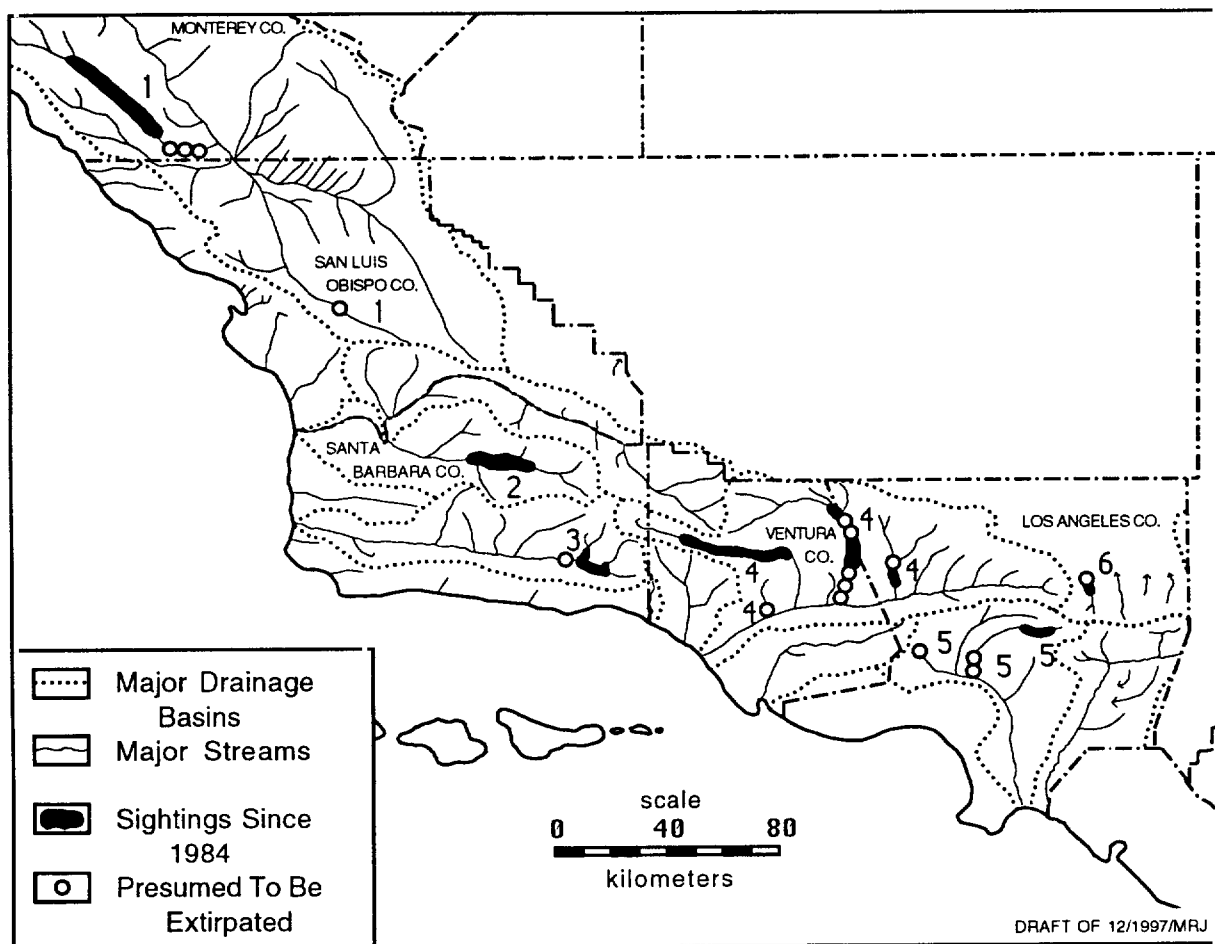 MONTEREY CO.
1
SAN LUIS
OBISPO CO.
1
SANTA
BARBARA CO.
2
3
VENTURA
CO.
4
4
4
4
LOS ANGELES CO.
6
5
5
5
Major Drainage
Basins
Major Streams
Sightings Since
1984
Presumed To Be
Extirpated
scale
0 40 80
kilometers
DRAFT OF 12/1997/MRJ